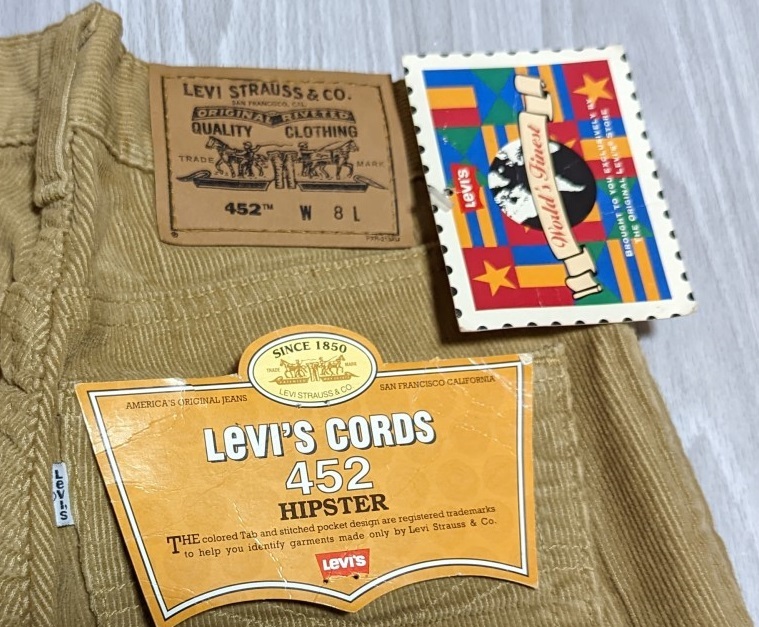 LEVI STRAUSS & CO.
SAN FRANCISCO, CAL.
ORIGINAL RIVETED
QUALITY CLOTHING
TRADE MARK
452™ W 8 L
LEVI'S
World's Finest
BROUGHT TO YOU EXCLUSIVELY BY
THE ORIGINAL LEVI'S STORE
SINCE 1850
TRADE MARK
LEVI STRAUSS & CO
AMERICA'S ORIGINAL JEANS
SAN FRANCISCO CALIFORNIA
LeVI'S CORDS
452
HIPSTER
THE colored Tab and stitched pocket design are registered trademarks
to help you identify garments made only by Levi Strauss & Co.
LeVI'S
LeVI'S